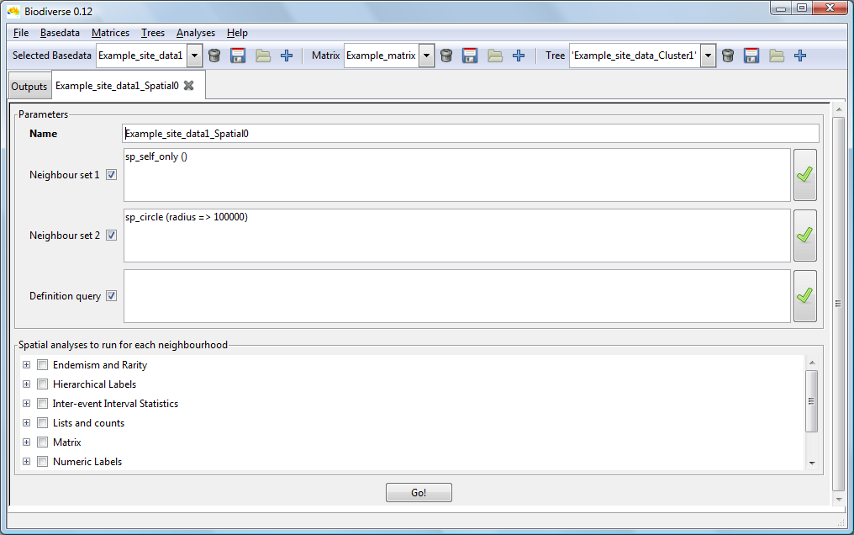 Biodiverse 0.12
File Basedata Matrices Trees Analyses Help
Selected Basedata Example_site_data1 Matrix Example_matrix Tree 'Example_site_data_Cluster1'
Outputs Example_site_data1_Spatial0
Parameters
Name Example_site_data1_Spatial0
sp_self_only ()
Neighbour set 1
sp_circle (radius => 100000)
Neighbour set 2
Definition query
Spatial analyses to run for each neighbourhood
Endemism and Rarity
Hierarchical Labels
Inter-event Interval Statistics
Lists and counts
Matrix
Numeric Labels
Go!